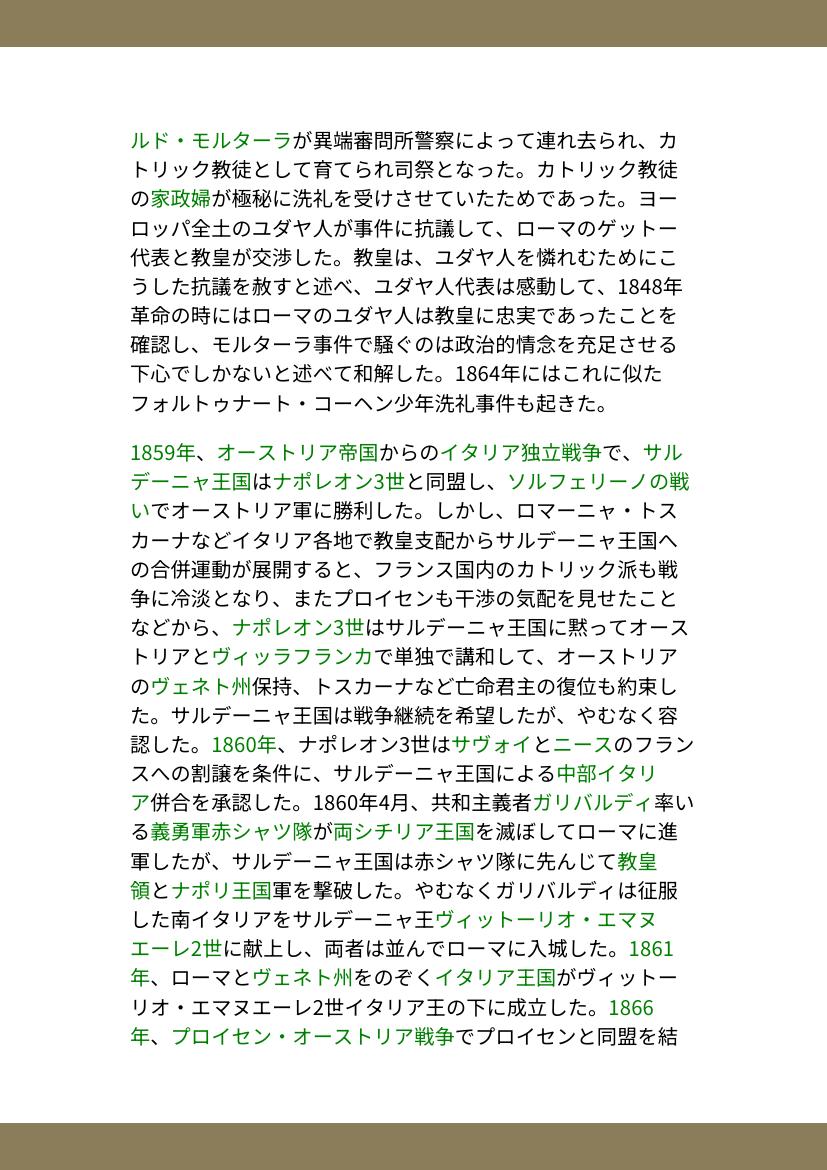 ルド・モルターラが異端審問所警察によって連れ去られ、カ
トリック教徒として育てられ司祭となった。カトリック教徒
の家政婦が極秘に洗礼を受けさせていたためであった。ヨー
ロッパ全土のユダヤ人が事件に抗議して、ローマのゲットー
代表と教皇が交渉した。教皇は、ユダヤ人を憐れむためにこ
うした抗議を赦すと述べ、ユダヤ人代表は感動して、1848年
革命の時にはローマのユダヤ人は教皇に忠実であったことを
確認し、モルターラ事件で騒ぐのは政治的情念を充足させる
下心でしかないと述べて和解した。1864年にはこれに似た
フォルトゥナート・コーヘン少年洗礼事件も起きた。
1859年、オーストリア帝国からのイタリア独立戦争で、サル
デーニャ王国はナポレオン3世と同盟し、ソルフェリーノの戦
いでオーストリア軍に勝利した。しかし、ロマーニャ・トス
カーナなどイタリア各地で教皇支配からサルデーニャ王国へ
の合併運動が展開すると、フランス国内のカトリック派も戦
争に冷淡となり、またプロイセンも干渉の気配を見せたこと
などから、ナポレオン3世はサルデーニャ王国に黙ってオース
トリアとヴィッラフランカで単独で講和して、オーストリア
のヴェネト州保持、トスカーナなど亡命君主の復位も約束し
た。サルデーニャ王国は戦争継続を希望したが、やむなく容
認した。1860年、ナポレオン3世はサヴォイとニースのフラン
スへの割譲を条件に、サルデーニャ王国による中部イタリ
ア併合を承認した。1860年4月、共和主義者ガリバルディ率い
る義勇軍赤シャツ隊が両シチリア王国を滅ぼしてローマに進
軍したが、サルデーニャ王国は赤シャツ隊に先んじて教皇
領とナポリ王国軍を撃破した。やむなくガリバルディは征服
した南イタリアをサルデーニャ王ヴィットーリオ・エマヌ
エーレ2世に献上し、両者は並んでローマに入城した。1861
年、ローマとヴェネト州をのぞくイタリア王国がヴィットー
リオ・エマヌエーレ2世イタリア王の下に成立した。1866
年、プロイセン・オーストリア戦争でプロイセンと同盟を結